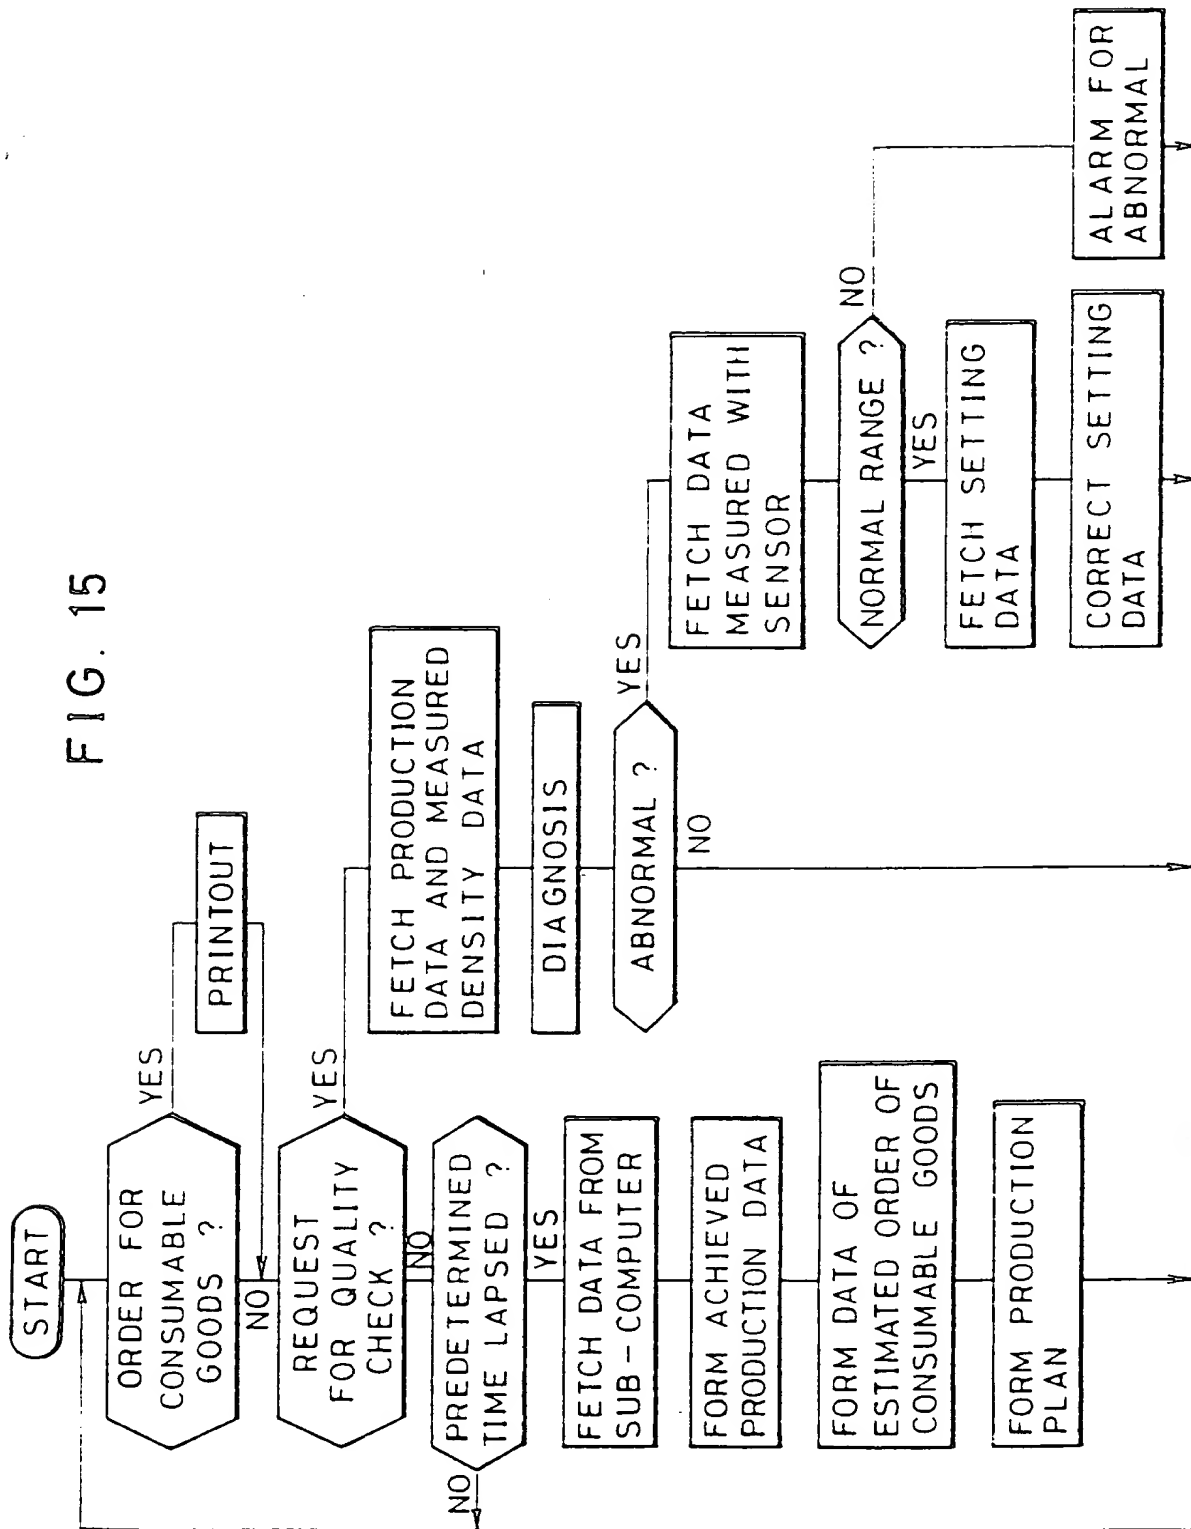 FIG. 15
START
ORDER FOR
CONSUMABLE
GOODS ?
YES
PRINTOUT
NO
REQUEST
FOR QUALITY
CHECK ?
YES
NO
PREDETERMINED
TIME LAPSED ?
NO
YES
FETCH DATA FROM
SUB-COMPUTER
FORM ACHIEVED
PRODUCTION DATA
FORM DATA OF
ESTIMATED ORDER OF
CONSUMABLE GOODS
FORM PRODUCTION
PLAN
FETCH PRODUCTION
DATA AND MEASURED
DENSITY DATA
DIAGNOSIS
ABNORMAL ?
YES
NO
FETCH DATA
MEASURED WITH
SENSOR
NORMAL RANGE ?
NO
YES
FETCH SETTING
DATA
CORRECT SETTING
DATA
ALARM FOR
ABNORMAL